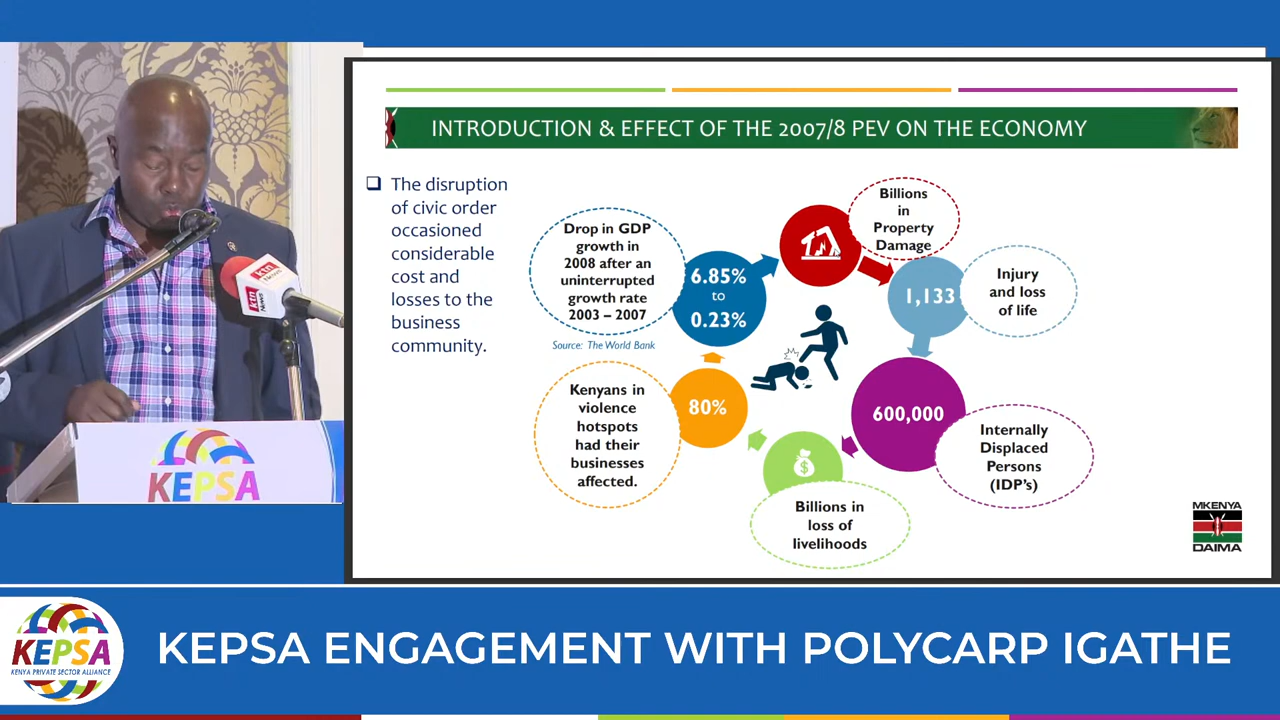 INTRODUCTION & EFFECT OF THE 2007/8 PEV ON THE ECONOMY
The disruption
of civic order
occasioned
considerable
cost and
losses to the
business
community.
Drop in GDP
growth in
2008 after an
uninterrupted
growth rate
2003 – 2007
Source: The World Bank
6.85%
to
0.23%
Billions
in
Property
Damage
1,133
Injury
and loss
of life
600,000
Internally
Displaced
Persons
(IDP's)
Billions in
loss of
livelihoods
80%
Kenyans in
violence
hotspots
had their
businesses
affected.
MKENYA
DAIMA
ktn
News
ktn
News
KEPSA
KEPSA
KENYA PRIVATE SECTOR ALLIANCE
KEPSA ENGAGEMENT WITH POLYCARP IGATHE